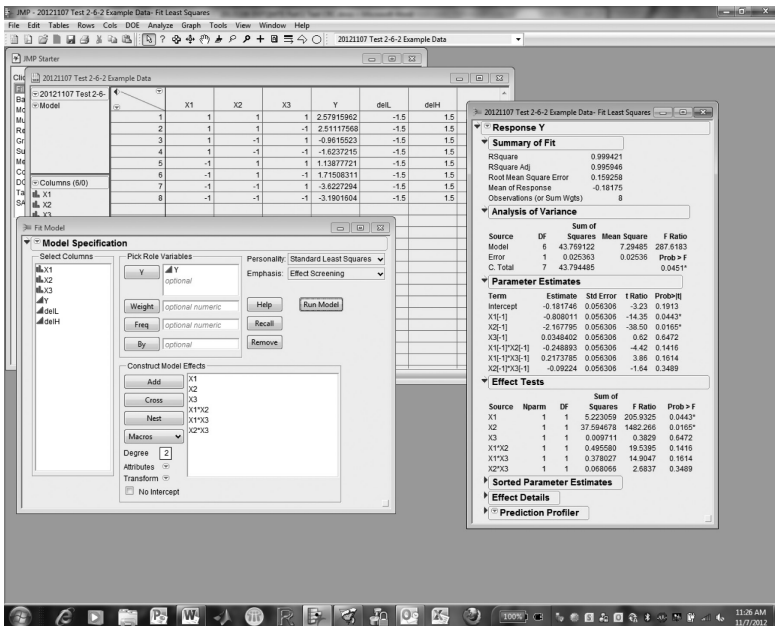 JMP - 20121107 Test 2-6-2 Example Data- Fit Least Squares
File Edit Tables Rows Cols DOE Analyze Graph Tools View Window Help
20121107 Test 2-6-2 Example Data
JMP Starter
20121107 Test 2-6-2 Example Data
20121107 Test 2-6-
Model
Columns (6/0)
X1
X2
X3
X1 X2 X3 Y delL delH
1 1 1 1 2.57915962 -1.5 1.5
2 1 1 -1 2.51117568 -1.5 1.5
3 1 -1 1 -0.9615523 -1.5 1.5
4 1 -1 -1 -1.6237215 -1.5 1.5
5 -1 1 1 1.13877721 -1.5 1.5
6 -1 1 -1 1.71508311 -1.5 1.5
7 -1 -1 1 -3.6227294 -1.5 1.5
8 -1 -1 -1 -3.1901604 -1.5 1.5
Fit Model
Model Specification
Select Columns
X1
X2
X3
Y
delL
delH
Pick Role Variables
Y Y
optional
Weight optional numeric
Freq optional numeric
By optional
Personality: Standard Least Squares
Emphasis: Effect Screening
Help Run Model
Recall
Remove
Construct Model Effects
Add
Cross
Nest
Macros
Degree 2
Attributes
Transform
No Intercept
X1
X2
X3
X1*X2
X1*X3
X2*X3
20121107 Test 2-6-2 Example Data- Fit Least Squares
Response Y
Summary of Fit
RSquare 0.999421
RSquare Adj 0.995946
Root Mean Square Error 0.159258
Mean of Response -0.18175
Observations (or Sum Wgts) 8
Analysis of Variance
Sum of
Source DF Squares Mean Square F Ratio
Model 6 43.769122 7.29485 287.6183
Error 1 0.025363 0.02536 Prob > F
C. Total 7 43.794485 0.0451*
Parameter Estimates
Term Estimate Std Error t Ratio Prob>|t|
Intercept -0.181746 0.056306 -3.23 0.1913
X1[-1] -0.808011 0.056306 -14.35 0.0443*
X2[-1] -2.167795 0.056306 -38.50 0.0165*
X3[-1] 0.0348402 0.056306 0.62 0.6472
X1[-1]*X2[-1] -0.248893 0.056306 -4.42 0.1416
X1[-1]*X3[-1] 0.2173785 0.056306 3.86 0.1614
X2[-1]*X3[-1] -0.09224 0.056306 -1.64 0.3489
Effect Tests
Sum of
Source Nparm DF Squares F Ratio Prob > F
X1 1 1 5.223059 205.9325 0.0443*
X2 1 1 37.594678 1482.266 0.0165*
X3 1 1 0.009711 0.3829 0.6472
X1*X2 1 1 0.495580 19.5395 0.1416
X1*X3 1 1 0.378027 14.9047 0.1614
X2*X3 1 1 0.068066 2.6837 0.3489
Sorted Parameter Estimates
Effect Details
Prediction Profiler
100%
11:26 AM
11/7/2012